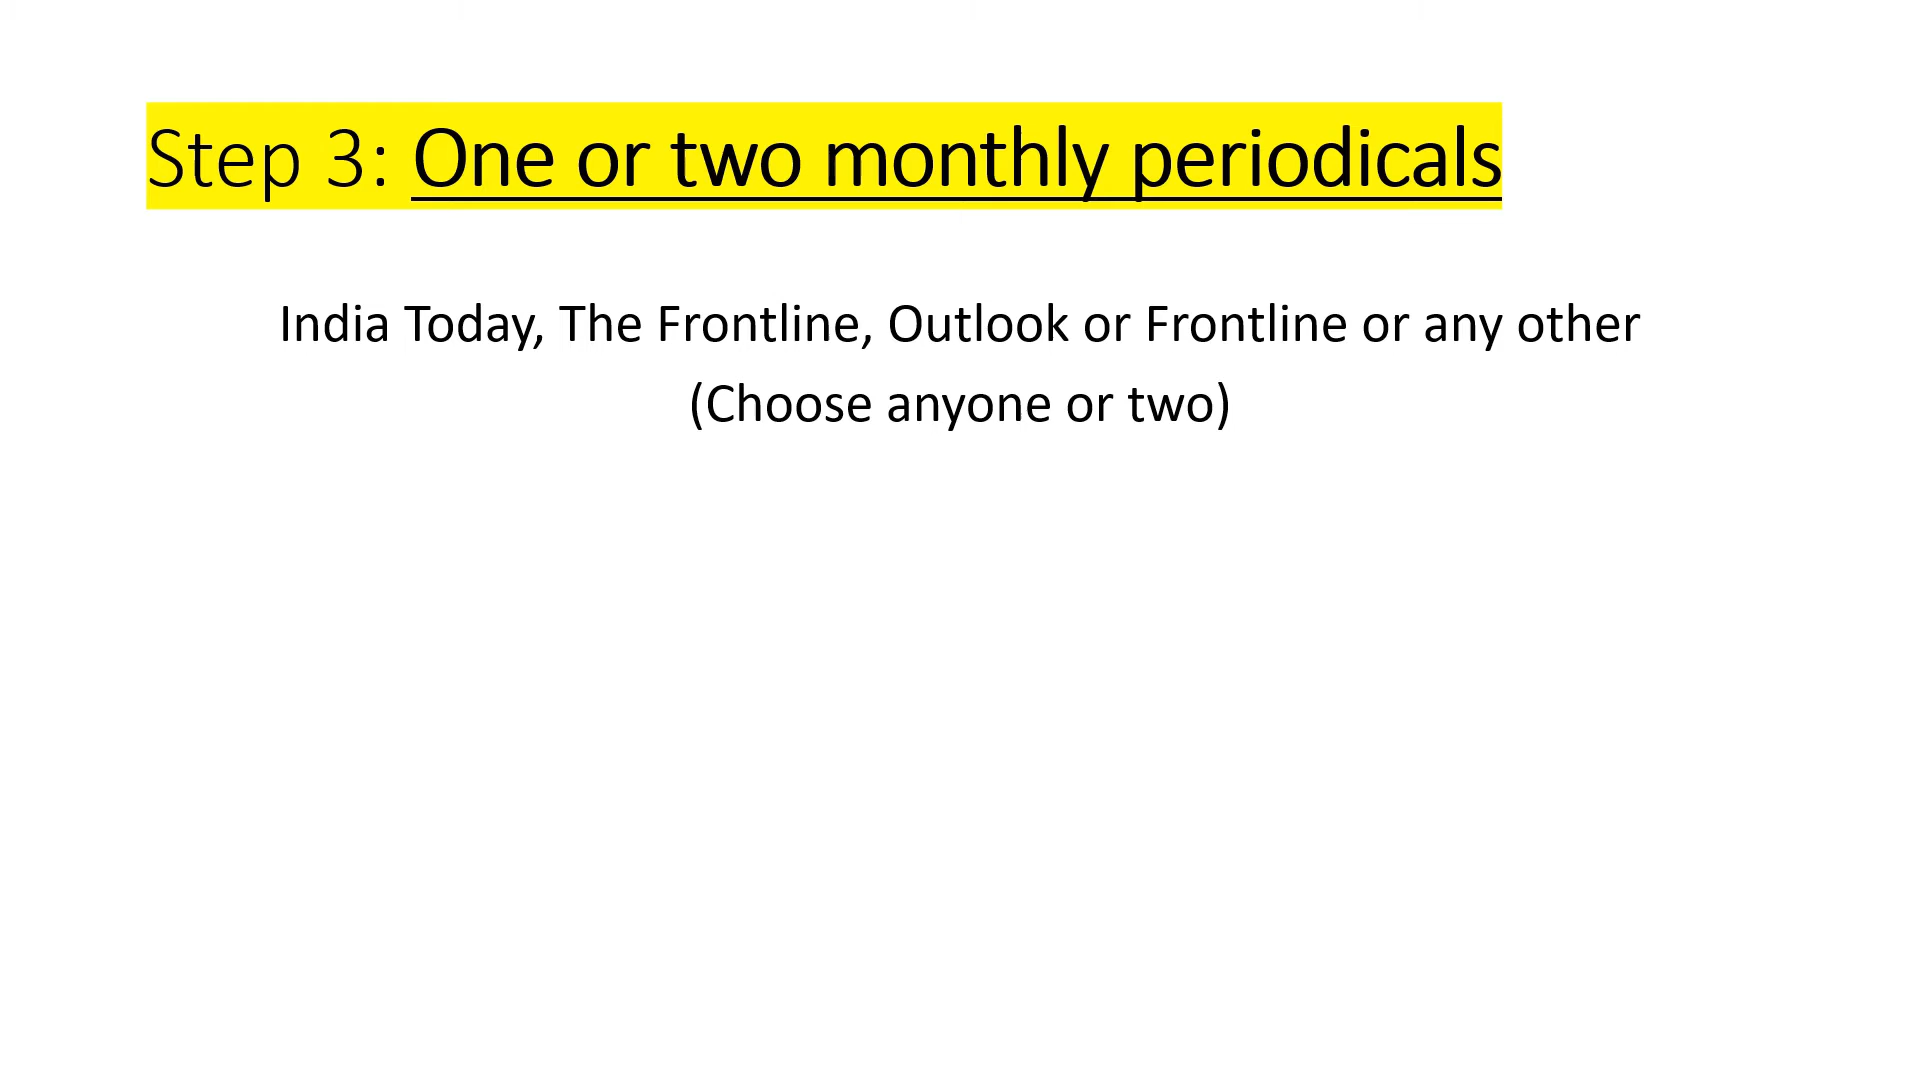 Step 3: One or two monthly periodicals
India Today, The Frontline, Outlook or Frontline or any other
(Choose anyone or two)